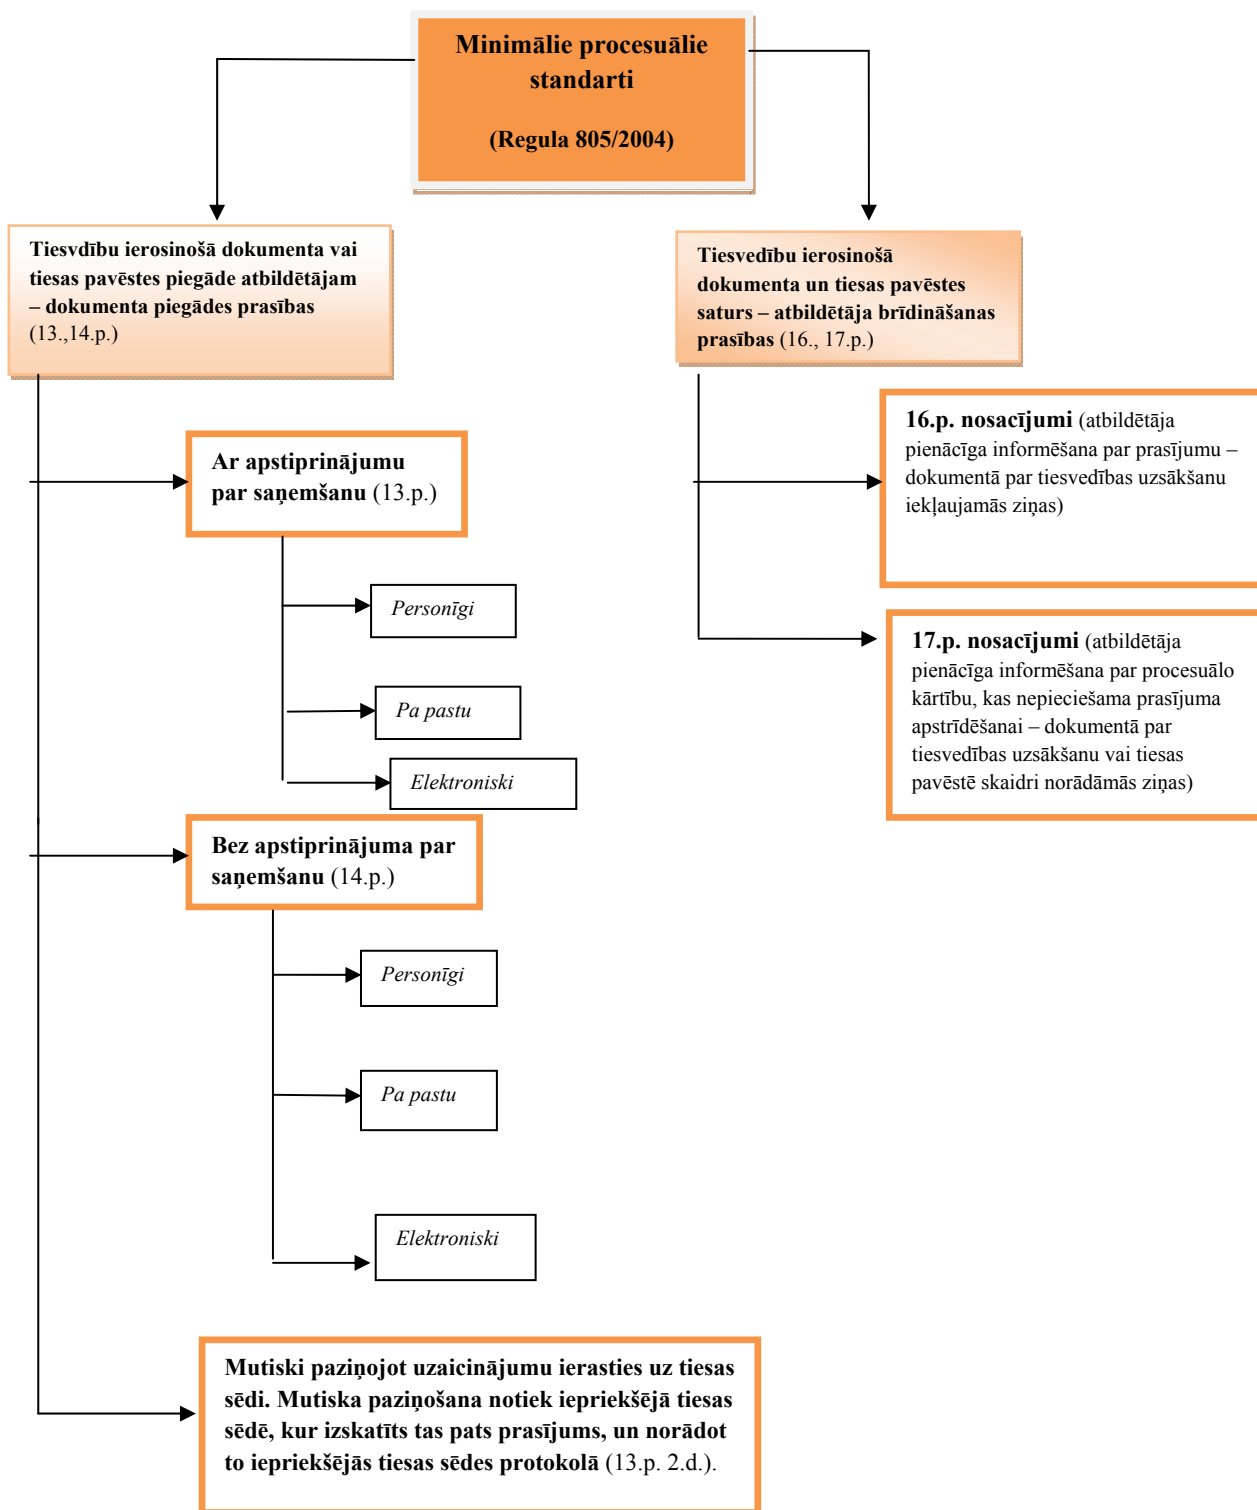 Minimālie procesuālie
standarti
(Regula 805/2004)
Tiesvdību ierosinošā dokumenta vai
tiesas pavēstes piegāde atbildētājam
– dokumenta piegādes prasības
(13.,14.p.)
Tiesvedību ierosinošā
dokumenta un tiesas pavēstes
saturs – atbildētāja brīdināšanas
prasības (16., 17.p.)
16.p. nosacījumi (atbildētāja
pienācīga informēšana par prasījumu –
dokumentā par tiesvedības uzsākšanu
iekļaujamās ziņas)
Ar apstiprinājumu
par saņemšanu (13.p.)
Personīgi
Pa pastu
Elektroniski
17.p. nosacījumi (atbildētāja
pienācīga informēšana par procesuālo
kārtību, kas nepieciešama prasījuma
apstrīdēšanai – dokumentā par
tiesvedības uzsākšanu vai tiesas
pavēstē skaidri norādāmās ziņas)
Bez apstiprinājuma par
saņemšanu (14.p.)
Personīgi
Pa pastu
Elektroniski
Mutiski paziņojot uzaicinājumu ierasties uz tiesas
sēdi. Mutiska paziņošana notiek iepriekšējā tiesas
sēdē, kur izskatīts tas pats prasījums, un norādot
to iepriekšējās tiesas sēdes protokolā (13.p. 2.d.).